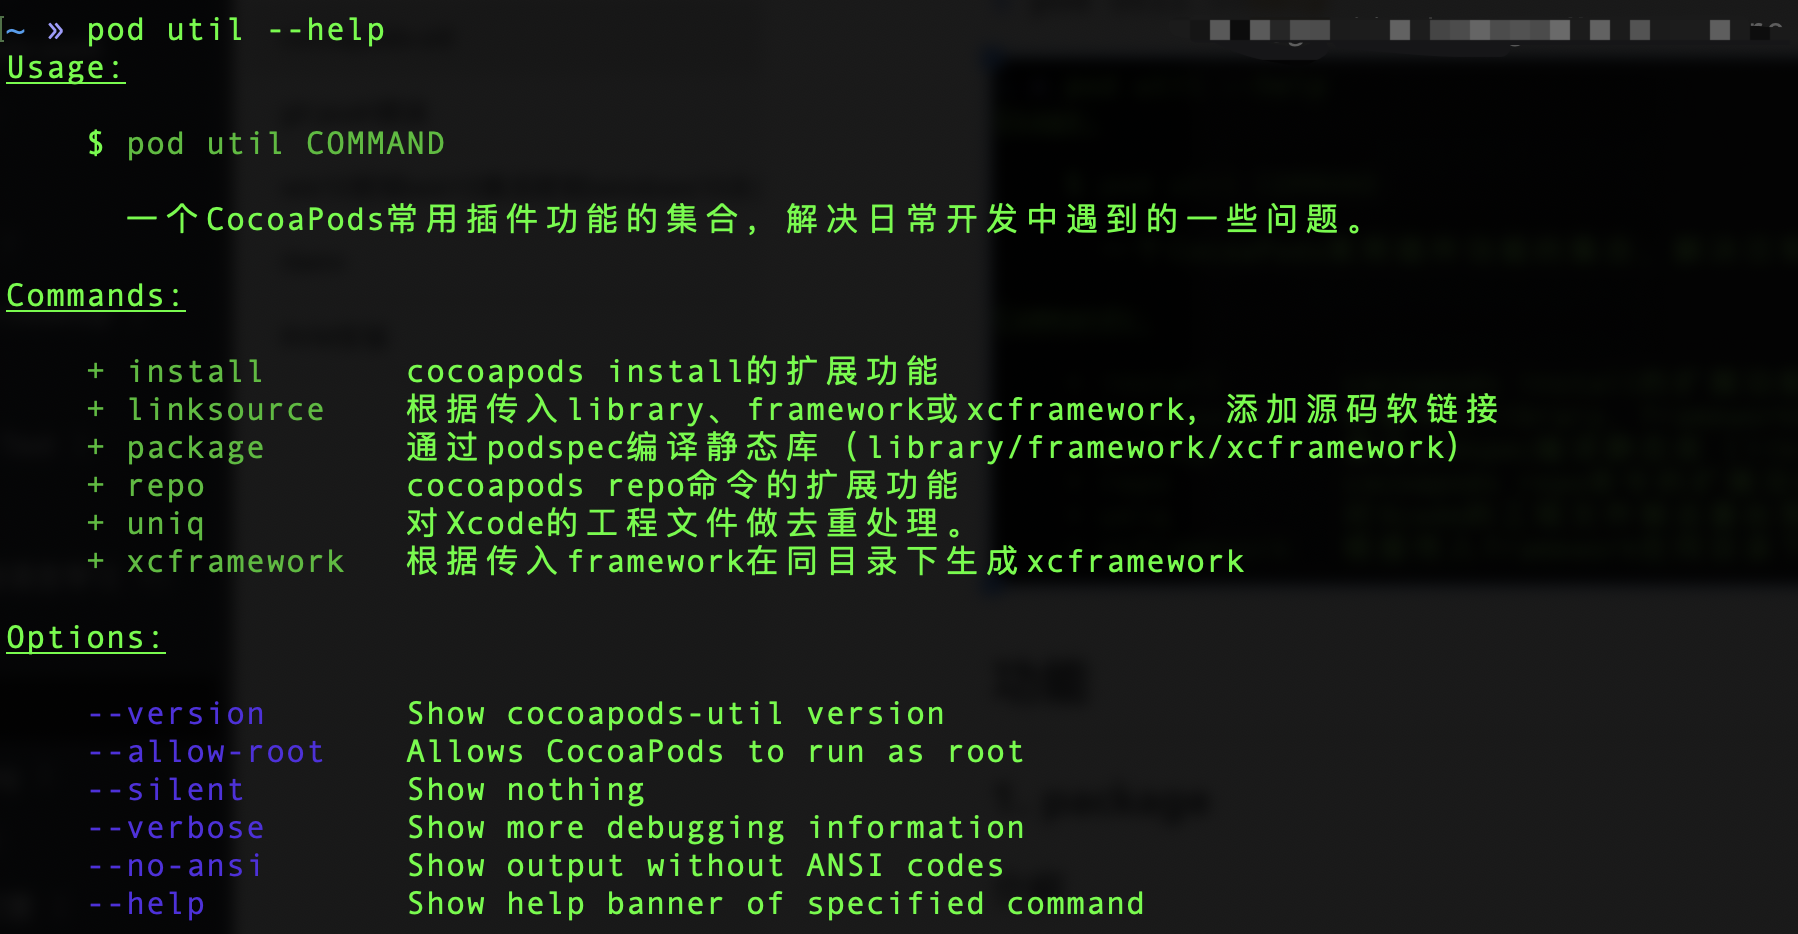 ~ » pod util --help
Usage:
$ pod util COMMAND
一个CocoaPods常用插件功能的集合，解决日常开发中遇到的一些问题。
Commands:
+ install cocoapods install的扩展功能
+ linksource 根据传入library、framework或xcframework，添加源码软链接
+ package 通过podspec编译静态库（library/framework/xcframework）
+ repo cocoapods repo命令的扩展功能
+ uniq 对Xcode的工程文件做去重处理。
+ xcframework 根据传入framework在同目录下生成xcframework
Options:
--version Show cocoapods-util version
--allow-root Allows CocoaPods to run as root
--silent Show nothing
--verbose Show more debugging information
--no-ansi Show output without ANSI codes
--help Show help banner of specified command
功能
1. package